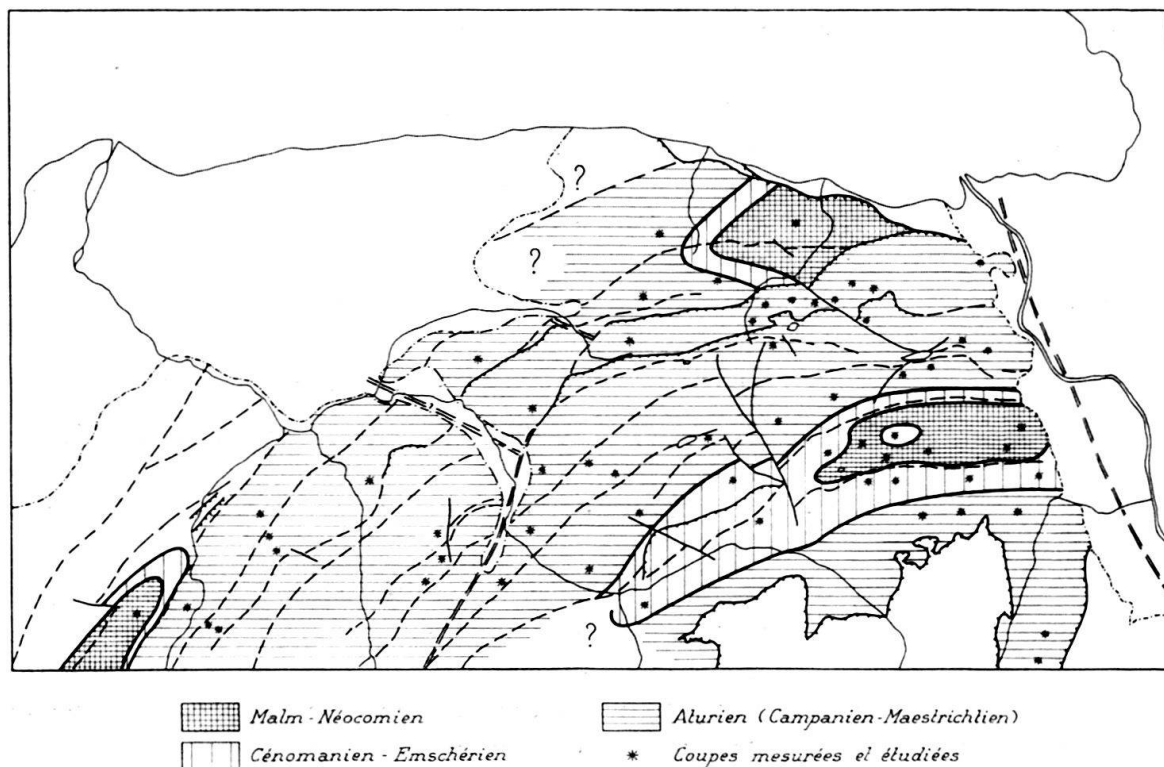 ?
?
?
Malm-Néocomien
Aturien (Campanien-Maestrichtien)
Cénomanien - Emschérien
* Coupes mesurées et étudiées